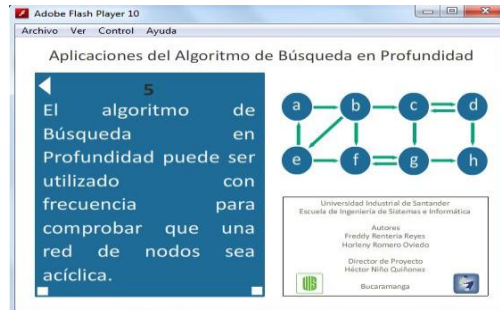 Adobe Flash Player 10
Archivo Ver Control Ayuda
Aplicaciones del Algoritmo de Búsqueda en Profundidad
5
El algoritmo de
Búsqueda en
Profundidad puede ser
utilizado con
frecuencia para
comprobar que una
red de nodos sea
acíclica.
a b c d
e f g h
Universidad Industrial de Santander
Escuela de Ingeniería de Sistemas e Informática
Autores
Freddy Rentería Reyes
Horleny Romero Oviedo
Director de Proyecto
Héctor Niño Quiñonez
Bucaramanga
UIS